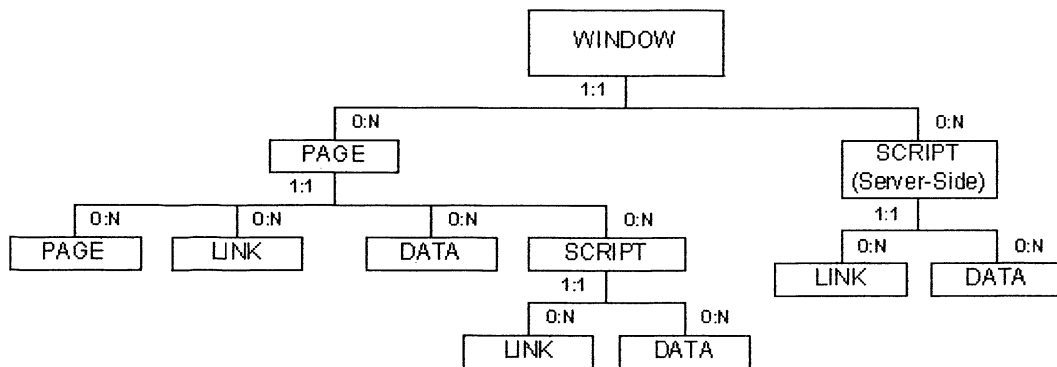 WINDOW
1:1
0:N
0:N
PAGE
SCRIPT
(Server-Side)
1:1
1:1
0:N
0:N
0:N
0:N
0:N
0:N
PAGE
LINK
DATA
SCRIPT
LINK
DATA
1:1
0:N
0:N
LINK
DATA